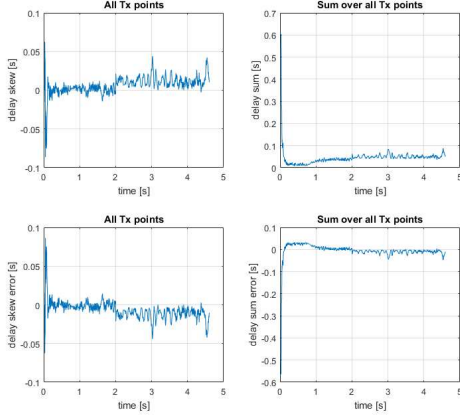 All Tx points
Sum over all Tx points
0.1
0.05
0
-0.05
-0.1
delay skew [s]
0 1 2 3 4 5
time [s]
0.7
0.6
0.5
0.4
0.3
0.2
0.1
0
delay sum [s]
0 1 2 3 4 5
time [s]
All Tx points
Sum over all Tx points
0.1
0.05
0
-0.05
-0.1
delay skew error [s]
0 1 2 3 4 5
time [s]
0.1
0
-0.1
-0.2
-0.3
-0.4
-0.5
-0.6
delay sum error [s]
0 1 2 3 4 5
time [s]